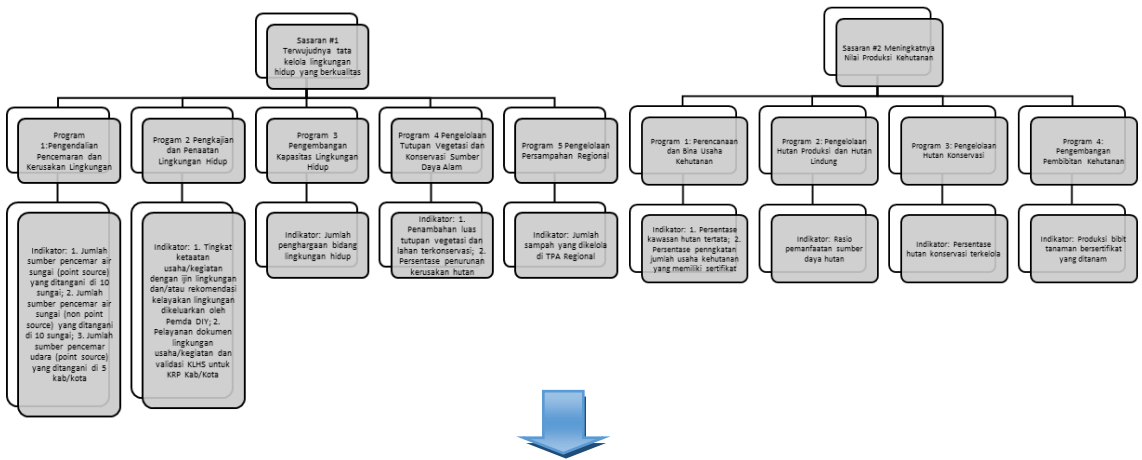 Sasaran #1
Terwujudnya tata
kelola lingkungan
hidup yang berkualitas
Program
1:Pengendalian
Pencemaran dan
Kerusakan Lingkungan
Progam 2 Pengkajian
dan Penaatan
Lingkungan Hidup
Program 3
Pengembangan
Kapasitas Lingkungan
Hidup
Program 4 Pengelolaan
Tutupan Vegetasi dan
Konservasi Sumber
Daya Alam
Program 5 Pengelolaan
Persampahan Regional
Indikator: 1. Jumlah
sumber pencemar air
sungai (point source)
yang ditangani di 10
sungai; 2. Jumlah
sumber pencemar air
sungai (non point
source) yang ditangani
di 10 sungai; 3. Jumlah
sumber pencemar
udara (point source)
yang ditangani di 5
kab/kota
Indikator: 1. Tingkat
ketaatan
usaha/kegiatan
dengan ijin lingkungan
dan/atau rekomendasi
kelayakan lingkungan
dikeluarkan oleh
Pemda DIY; 2.
Pelayanan dokumen
lingkungan
usaha/kegiatan dan
validasi KLHS untuk
KRP Kab/Kota
Indikator: Jumlah
penghargaan bidang
lingkungan hidup
Indikator: 1.
Penambahan luas
tutupan vegetasi dan
lahan terkonservasi; 2.
Persentase penurunan
kerusakan hutan
Indikator: Jumlah
sampah yang dikelola
di TPA Regional
Sasaran #2 Meningkatnya
Nilai Produksi Kehutanan
Program 1: Perencanaan
dan Bina Usaha
Kehutanan
Program 2: Pengelolaan
Hutan Produksi dan Hutan
Lindung
Program 3: Pengelolaan
Hutan Konservasi
Program 4:
Pengembangan
Pembibitan Kehutanan
Indikator: 1. Persentase
kawasan hutan tertata; 2.
Persentase penngkatan
jumlah usaha kehutanan
yang memiliki sertifikat
Indikator: Rasio
pemanfaatan sumber
daya hutan
Indikator: Persentase
hutan konservasi terkelola
Indikator: Produksi bibit
tanaman bersertifikat
yang ditanam